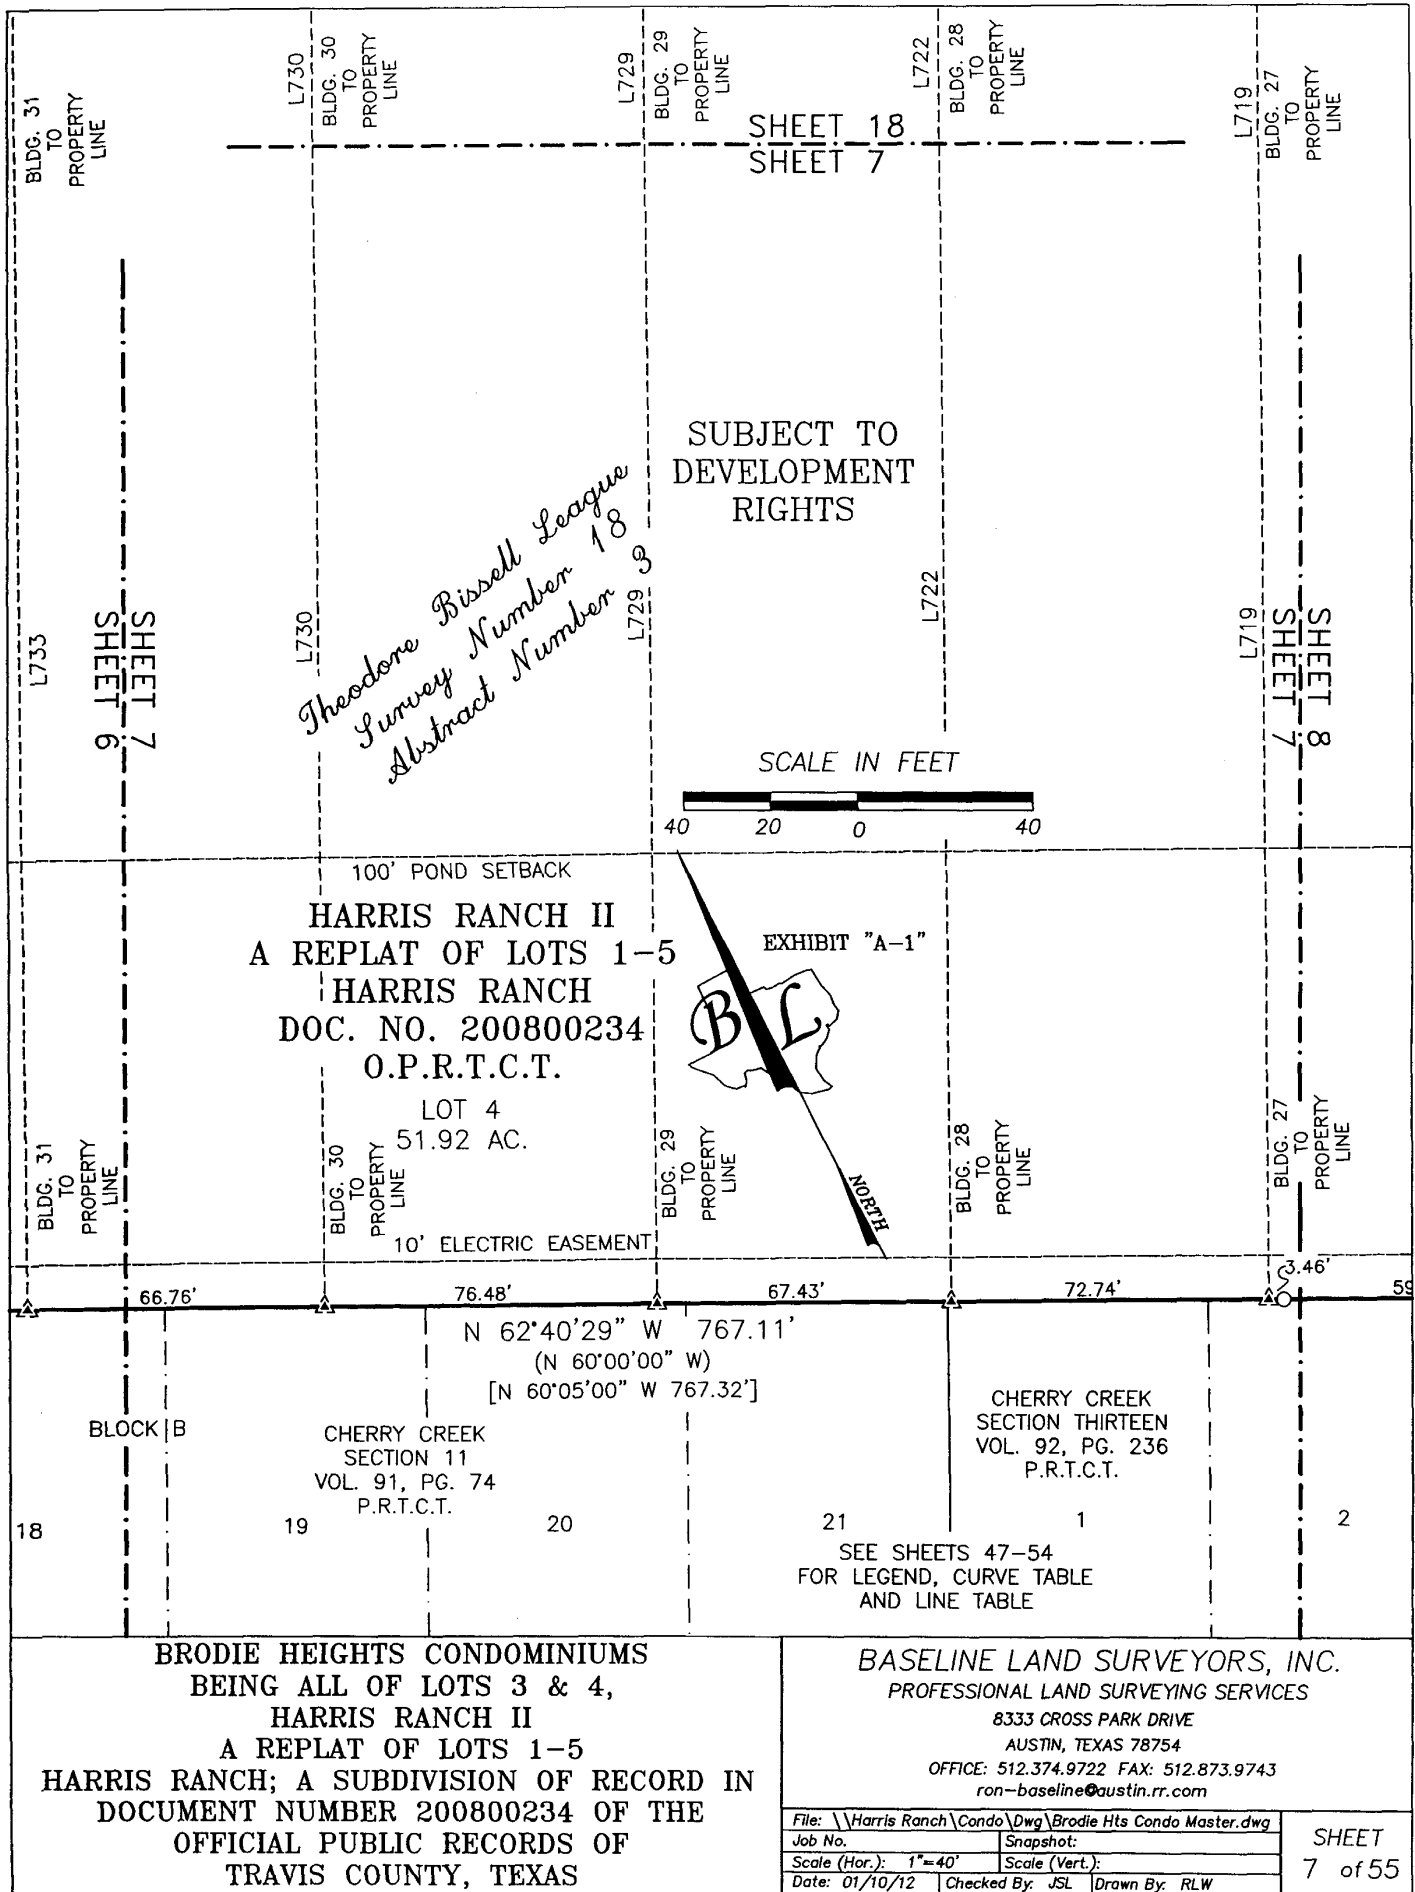 BLDG. 31
TO
PROPERTY
LINE
L730
BLDG. 30
TO
PROPERTY
LINE
L729
BLDG. 29
TO
PROPERTY
LINE
L722
BLDG. 28
TO
PROPERTY
LINE
L719
BLDG. 27
TO
PROPERTY
LINE
SHEET 18
SHEET 7
SUBJECT TO
DEVELOPMENT
RIGHTS
Theodore Bissell League
Survey Number 18
Abstract Number 3
L733
SHEET 7
SHEET 6
L730
L729
L722
L719
SHEET 8
SHEET 7
SCALE IN FEET
40 20 0 40
100' POND SETBACK
HARRIS RANCH II
A REPLAT OF LOTS 1-5
HARRIS RANCH
DOC. NO. 200800234
O.P.R.T.C.T.
LOT 4
51.92 AC.
EXHIBIT "A-1"
B L
NORTH
BLDG. 31
TO
PROPERTY
LINE
BLDG. 30
TO
PROPERTY
LINE
BLDG. 29
TO
PROPERTY
LINE
BLDG. 28
TO
PROPERTY
LINE
BLDG. 27
TO
PROPERTY
LINE
10' ELECTRIC EASEMENT
66.76' 76.48' 67.43' 72.74' 3.46' 59
N 62°40'29" W 767.11'
(N 60°00'00" W)
[N 60°05'00" W 767.32']
BLOCK B
CHERRY CREEK
SECTION 11
VOL. 91, PG. 74
P.R.T.C.T.
CHERRY CREEK
SECTION THIRTEEN
VOL. 92, PG. 236
P.R.T.C.T.
18 19 20 21 1 2
SEE SHEETS 47-54
FOR LEGEND, CURVE TABLE
AND LINE TABLE
BRODIE HEIGHTS CONDOMINIUMS
BEING ALL OF LOTS 3 & 4,
HARRIS RANCH II
A REPLAT OF LOTS 1-5
HARRIS RANCH; A SUBDIVISION OF RECORD IN
DOCUMENT NUMBER 200800234 OF THE
OFFICIAL PUBLIC RECORDS OF
TRAVIS COUNTY, TEXAS
BASELINE LAND SURVEYORS, INC.
PROFESSIONAL LAND SURVEYING SERVICES
8333 CROSS PARK DRIVE
AUSTIN, TEXAS 78754
OFFICE: 512.374.9722 FAX: 512.873.9743
ron-baseline@austin.rr.com
File: \\Harris Ranch\Condo\Dwg\Brodie Hts Condo Master.dwg
Job No. Snapshot:
Scale (Hor.): 1"=40' Scale (Vert.):
Date: 01/10/12 Checked By: JSL Drawn By: RLW
SHEET
7 of 55